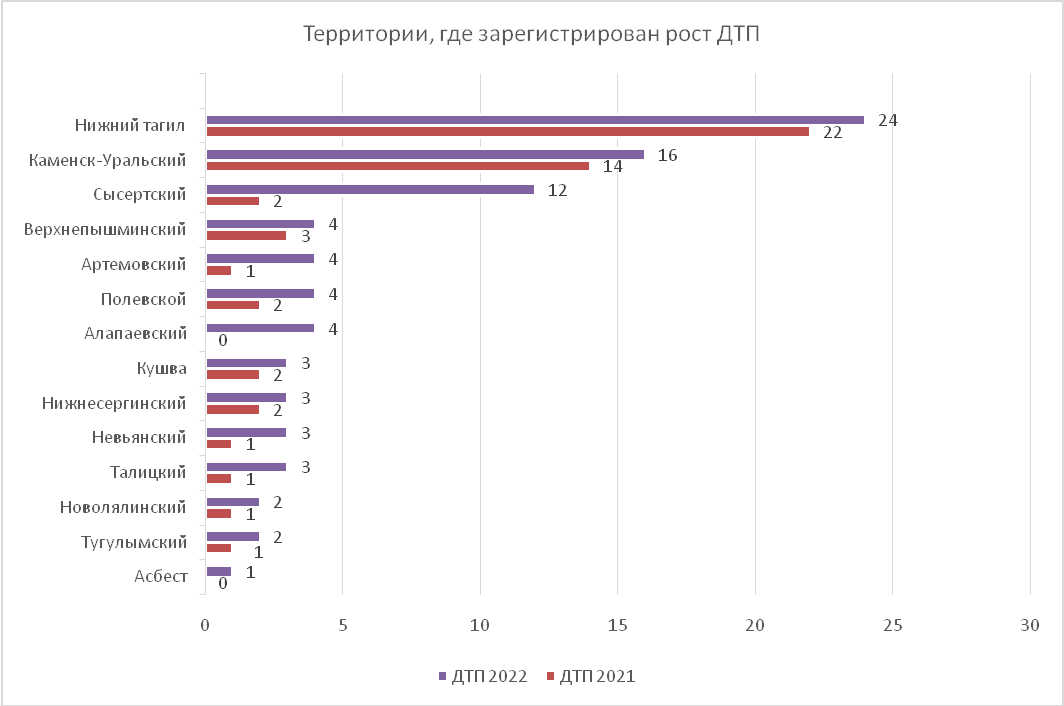 Территории, где зарегистрирован рост ДТП
Нижний тагил
24
22
Каменск-Уральский
16
14
Сысертский
12
2
Верхнепышминский
4
3
Артемовский
4
1
Полевской
4
2
Алапаевский
4
0
Кушва
3
2
Нижнесергинский
3
2
Невьянский
3
1
Талицкий
3
1
Новолялинский
2
1
Тугулымский
2
1
Асбест
1
0
0 5 10 15 20 25 30
ДТП 2022 ДТП 2021